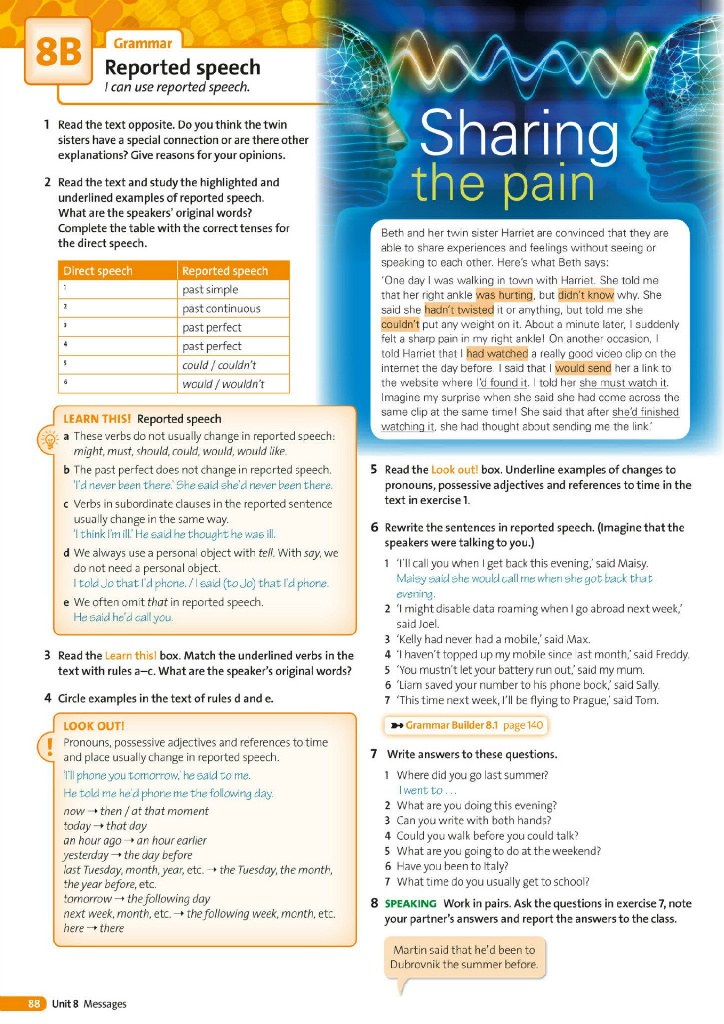 8B
Grammar
Reported speech
I can use reported speech.
1 Read the text opposite. Do you think the twin
sisters have a special connection or are there other
explanations? Give reasons for your opinions.
2 Read the text and study the highlighted and
underlined examples of reported speech.
What are the speakers' original words?
Complete the table with the correct tenses for
the direct speech.
Direct speech Reported speech
1 past simple
2 past continuous
3 past perfect
4 past perfect
5 could / couldn't
6 would / wouldn't
LEARN THIS! Reported speech
a These verbs do not usually change in reported speech:
might, must, should, could, would, would like.
b The past perfect does not change in reported speech.
'I'd never been there.' She said she'd never been there.
c Verbs in subordinate clauses in the reported sentence
usually change in the same way.
'I think I'm ill.' He said he thought he was ill.
d We always use a personal object with tell. With say, we
do not need a personal object.
I told Jo that I'd phone. / I said (to Jo) that I'd phone.
e We often omit that in reported speech.
He said he'd call you.
3 Read the Learn this! box. Match the underlined verbs in the
text with rules a–c. What are the speaker's original words?
4 Circle examples in the text of rules d and e.
LOOK OUT!
!
Pronouns, possessive adjectives and references to time
and place usually change in reported speech.
'I'll phone you tomorrow,' he said to me.
He told me he'd phone me the following day.
now → then / at that moment
today → that day
an hour ago → an hour earlier
yesterday → the day before
last Tuesday, month, year, etc. → the Tuesday, the month,
the year before, etc.
tomorrow → the following day
next week, month, etc. → the following week, month, etc.
here → there
Sharing
the pain
Beth and her twin sister Harriet are convinced that they are
able to share experiences and feelings without seeing or
speaking to each other. Here's what Beth says:
'One day I was walking in town with Harriet. She told me
that her right ankle was hurting, but didn't know why. She
said she hadn't twisted it or anything, but told me she
couldn't put any weight on it. About a minute later, I suddenly
felt a sharp pain in my right ankle! On another occasion, I
told Harriet that I had watched a really good video clip on the
internet the day before. I said that I would send her a link to
the website where I'd found it. I told her she must watch it.
Imagine my surprise when she said she had come across the
same clip at the same time! She said that after she'd finished
watching it, she had thought about sending me the link.'
5 Read the Look out! box. Underline examples of changes to
pronouns, possessive adjectives and references to time in the
text in exercise 1.
6 Rewrite the sentences in reported speech. (Imagine that the
speakers were talking to you.)
1 'I'll call you when I get back this evening,' said Maisy.
Maisy said she would call me when she got back that
evening.
2 'I might disable data roaming when I go abroad next week,'
said Joel.
3 'Kelly had never had a mobile,' said Max.
4 'I haven't topped up my mobile since last month,' said Freddy.
5 'You mustn't let your battery run out,' said my mum.
6 'Liam saved your number to his phone book,' said Sally.
7 'This time next week, I'll be flying to Prague,' said Tom.
Grammar Builder 8.1 page 140
7 Write answers to these questions.
1 Where did you go last summer?
I went to ...
2 What are you doing this evening?
3 Can you write with both hands?
4 Could you walk before you could talk?
5 What are you going to do at the weekend?
6 Have you been to Italy?
7 What time do you usually get to school?
8 SPEAKING Work in pairs. Ask the questions in exercise 7, note
your partner's answers and report the answers to the class.
Martin said that he'd been to
Dubrovnik the summer before.
88 Unit 8 Messages